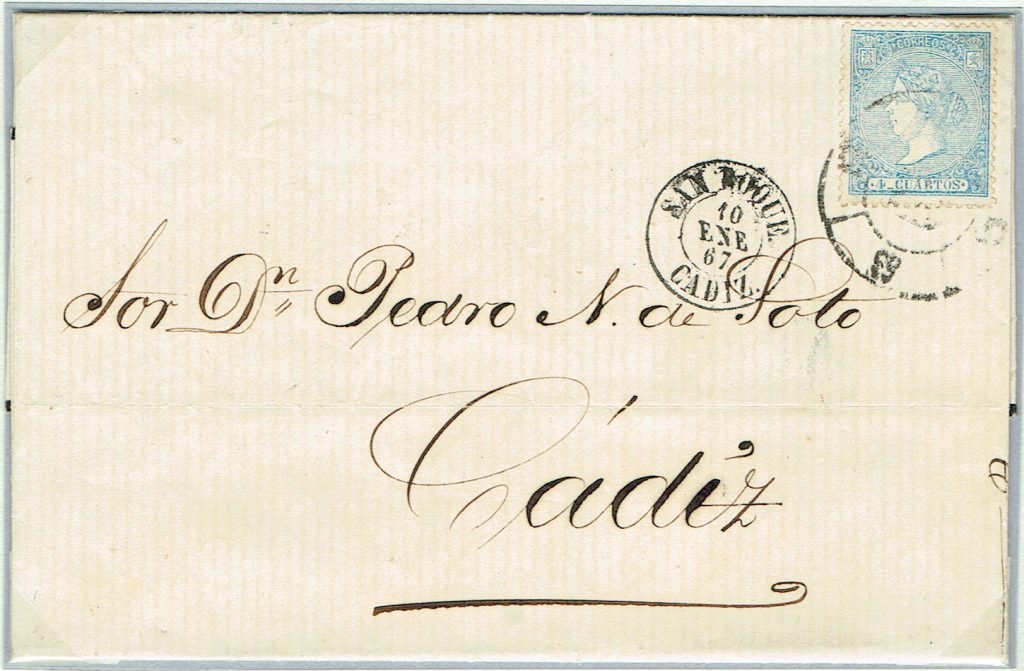 CORREOS
4 CUARTOS
SAN ROQUE
10
ENE
67
CADIZ.
Sor Dn Pedro N. de Soto
Cádiz